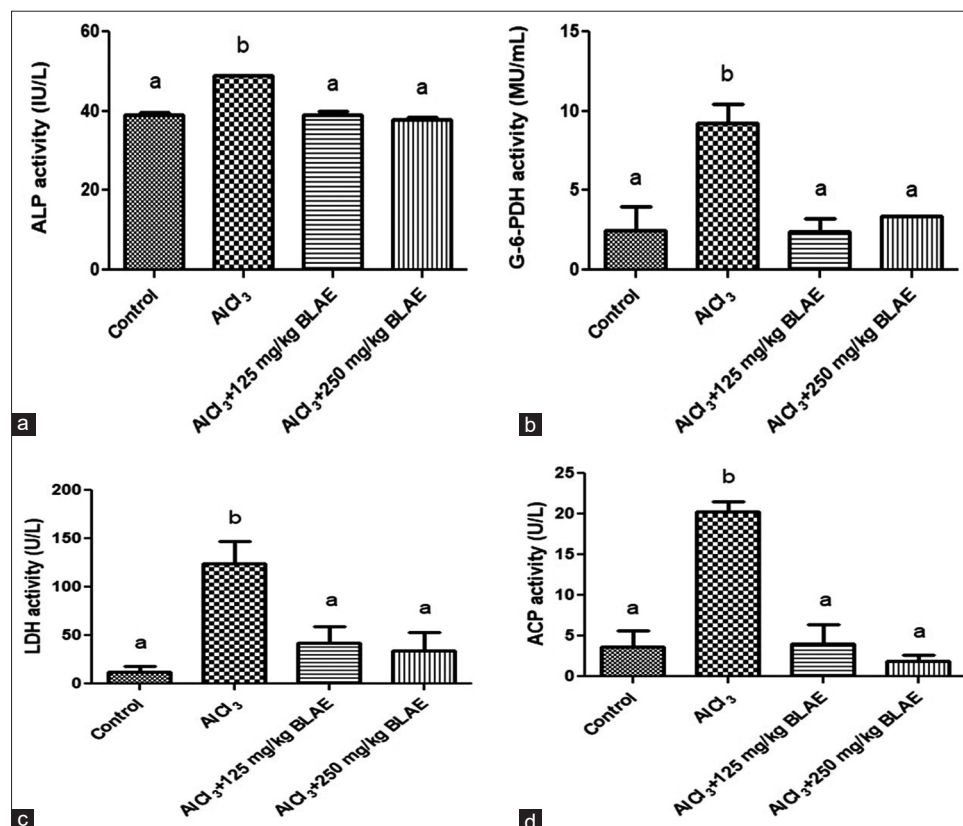 60
40
20
0
ALP activity (IU/L)
a
b
a
a
Control
AlCl3
AlCl3+125 mg/kg BLAE
AlCl3+250 mg/kg BLAE
a
15
10
5
0
G-6-PDH activity (MU/mL)
a
b
a
a
Control
AlCl3
AlCl3+125 mg/kg BLAE
AlCl3+250 mg/kg BLAE
b
200
150
100
50
0
LDH activity (U/L)
a
b
a
a
Control
AlCl3
AlCl3+125 mg/kg BLAE
AlCl3+250 mg/kg BLAE
c
25
20
15
10
5
0
ACP activity (U/L)
a
b
a
a
Control
AlCl3
AlCl3+125 mg/kg BLAE
AlCl3+250 mg/kg BLAE
d